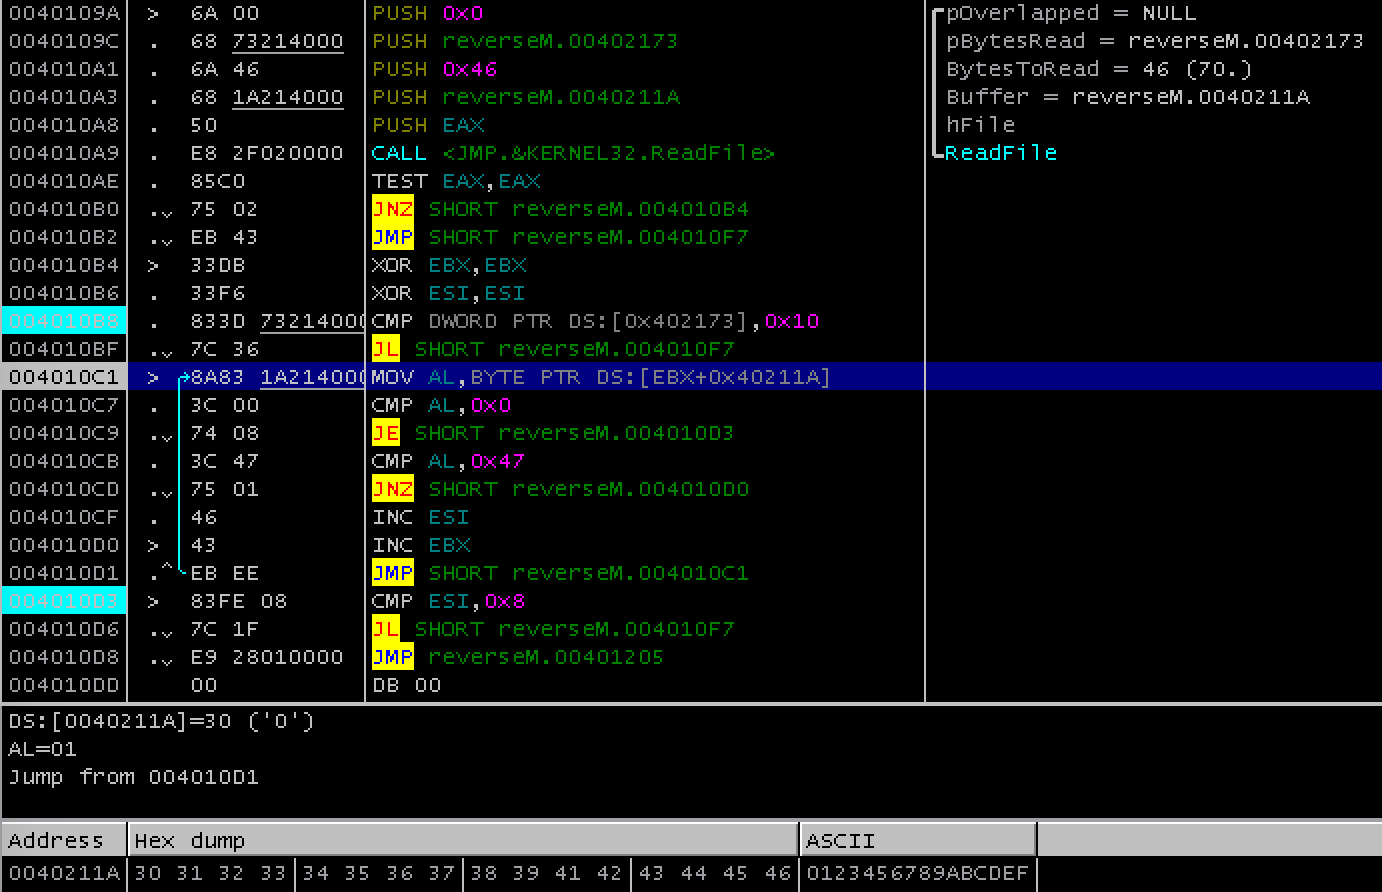 0040109A > 6A 00 PUSH 0x0 pOverlapped = NULL
0040109C . 68 73214000 PUSH reverseM.00402173 pBytesRead = reverseM.00402173
004010A1 . 6A 46 PUSH 0x46 BytesToRead = 46 (70.)
004010A3 . 68 1A214000 PUSH reverseM.0040211A Buffer = reverseM.0040211A
004010A8 . 50 PUSH EAX hFile
004010A9 . E8 2F020000 CALL <JMP.&KERNEL32.ReadFile> ReadFile
004010AE . 85C0 TEST EAX,EAX
004010B0 .v 75 02 JNZ SHORT reverseM.004010B4
004010B2 .v EB 43 JMP SHORT reverseM.004010F7
004010B4 > 33DB XOR EBX,EBX
004010B6 . 33F6 XOR ESI,ESI
004010B8 . 833D 73214000 CMP DWORD PTR DS:[0x402173],0x10
004010BF .v 7C 36 JL SHORT reverseM.004010F7
004010C1 > 8A83 1A214000 MOV AL,BYTE PTR DS:[EBX+0x40211A]
004010C7 . 3C 00 CMP AL,0x0
004010C9 .v 74 08 JE SHORT reverseM.004010D3
004010CB . 3C 47 CMP AL,0x47
004010CD .v 75 01 JNZ SHORT reverseM.004010D0
004010CF . 46 INC ESI
004010D0 > 43 INC EBX
004010D1 .^ EB EE JMP SHORT reverseM.004010C1
004010D3 > 83FE 08 CMP ESI,0x8
004010D6 .v 7C 1F JL SHORT reverseM.004010F7
004010D8 .v E9 28010000 JMP reverseM.00401205
004010DD 00 DB 00
DS:[0040211A]=30 ('0')
AL=01
Jump from 004010D1
Address Hex dump ASCII
0040211A 30 31 32 33 34 35 36 37 38 39 41 42 43 44 45 46 0123456789ABCDEF